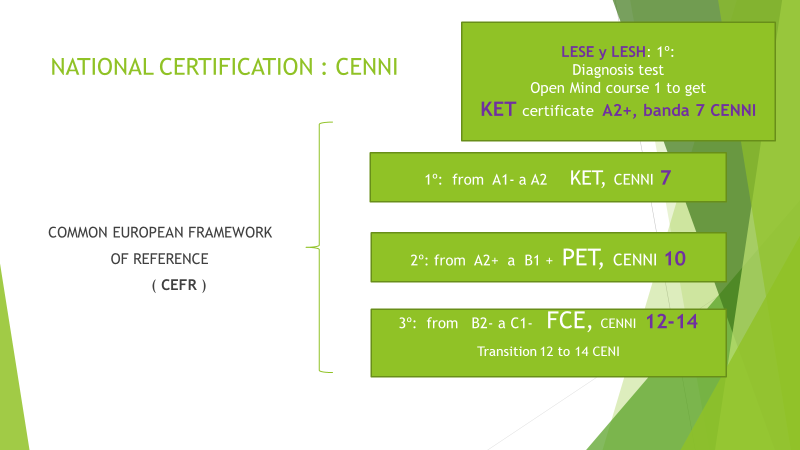 NATIONAL CERTIFICATION : CENNI
LESE y LESH: 1º:
Diagnosis test
Open Mind course 1 to get
KET certificate A2+, banda 7 CENNI
COMMON EUROPEAN FRAMEWORK
OF REFERENCE
( CEFR )
1º: from A1- a A2 KET, CENNI 7
2º: from A2+ a B1 + PET, CENNI 10
3º: from B2- a C1- FCE, CENNI 12-14
Transition 12 to 14 CENI